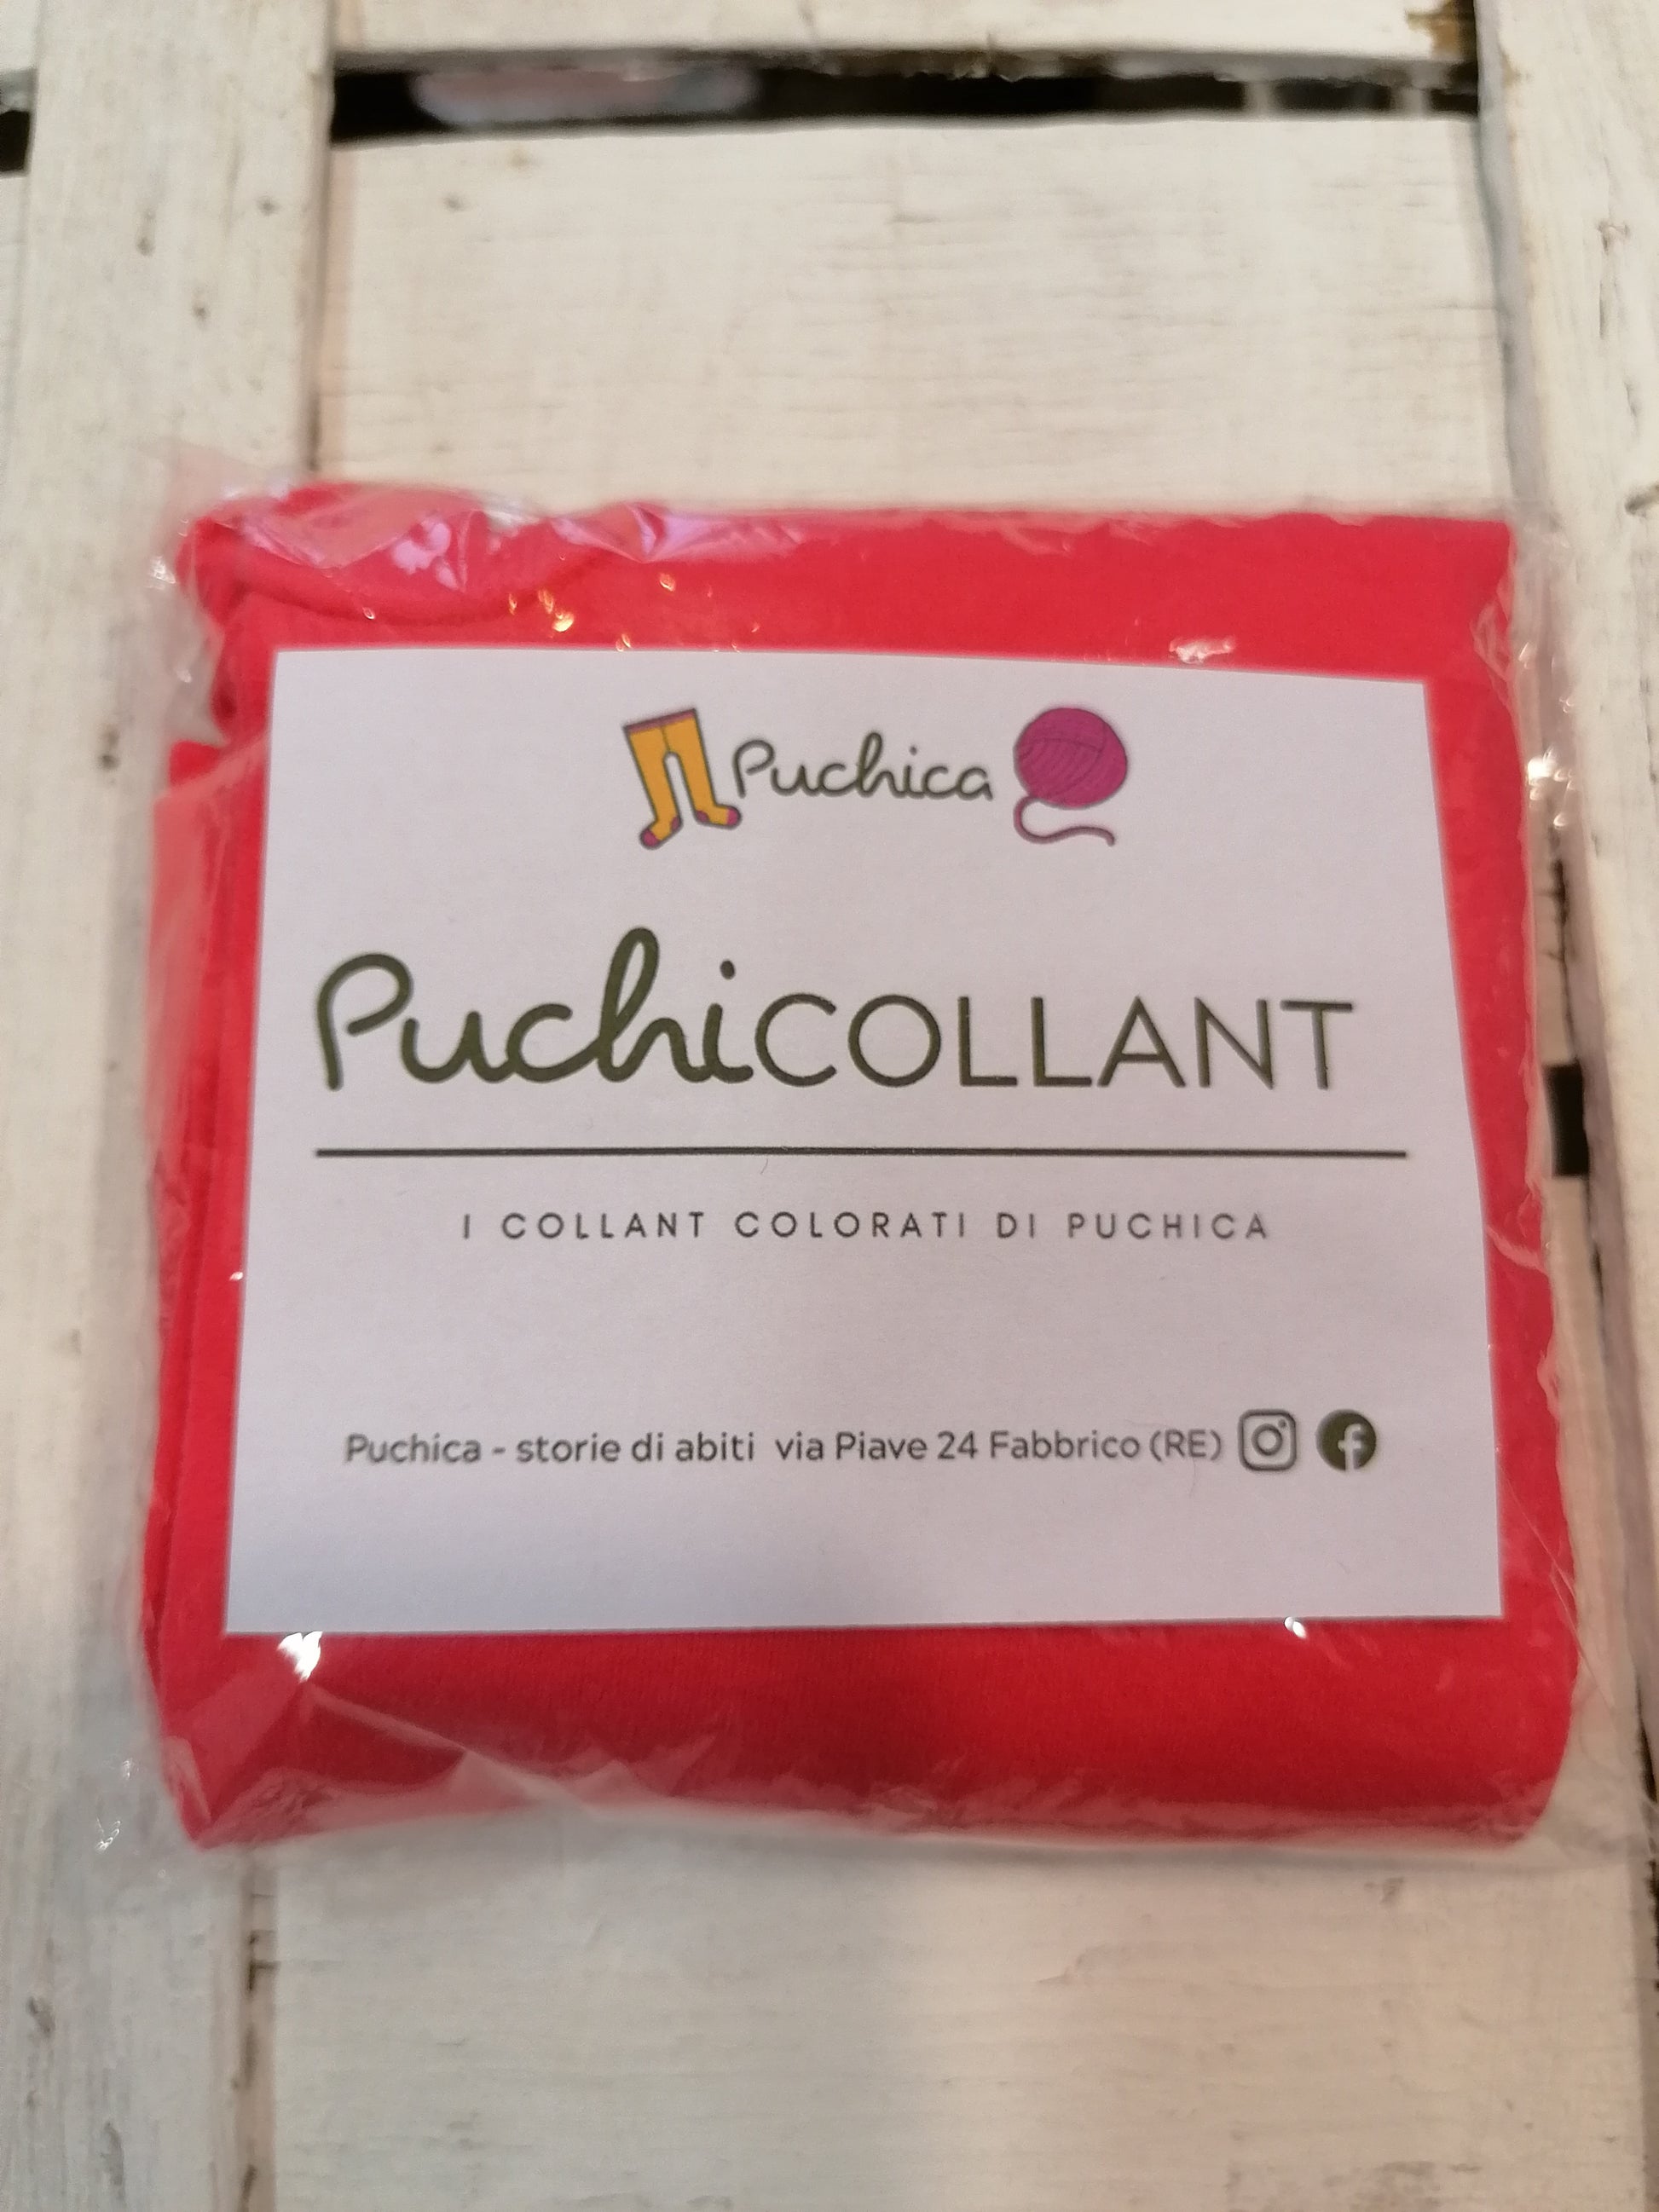 Puchica
PuchiCOLLANT
I COLLANT COLORATI DI PUCHICA
Puchica - storie di abiti via Piave 24 Fabbrico (RE)